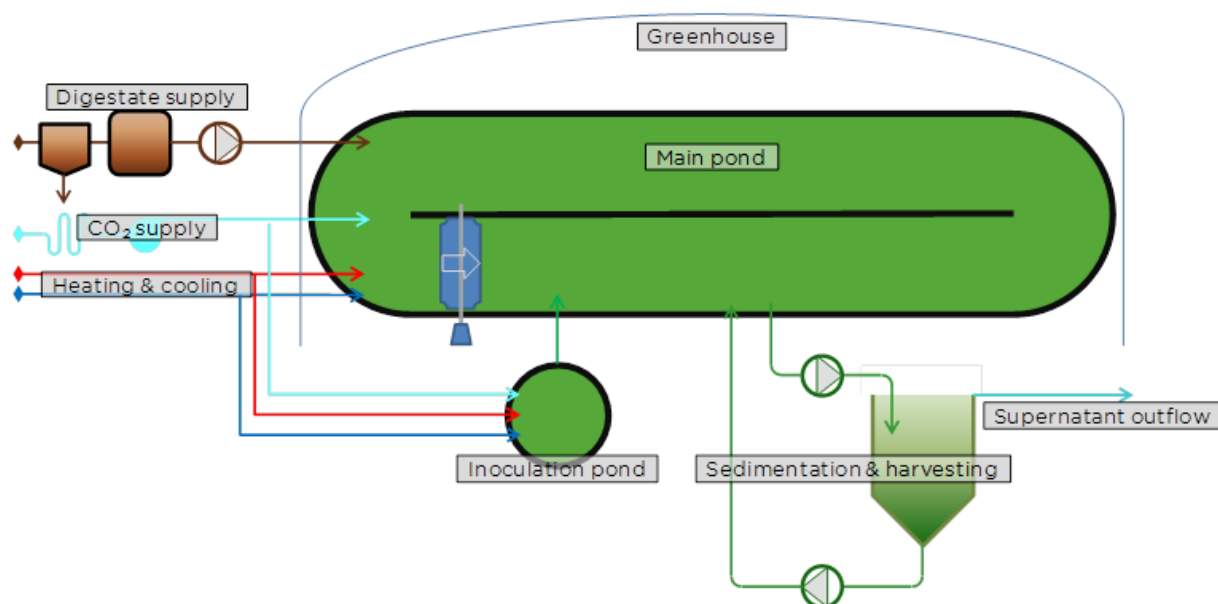 Greenhouse
Digestate supply
Main pond
CO₂ supply
Heating & cooling
Supernatant outflow
Inoculation pond
Sedimentation & harvesting